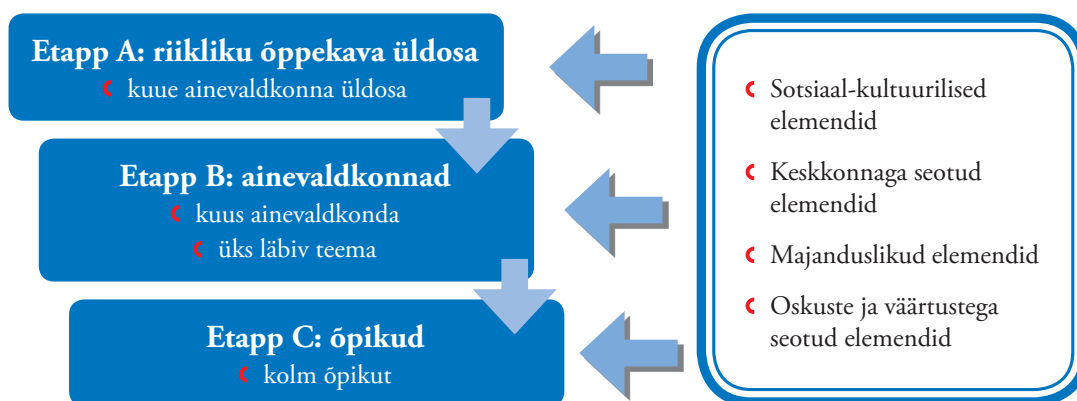 Etapp A: riikliku õppekava üldosa
kuue ainevaldkonna üldosa
Etapp B: ainevaldkonnad
kuus ainevaldkonda
üks läbiv teema
Etapp C: õpikud
kolm õpikut
Sotsiaal-kultuurilised
elemendid
Keskkonnaga seotud
elemendid
Majanduslikud elemendid
Oskuste ja väärtustega
seotud elemendid